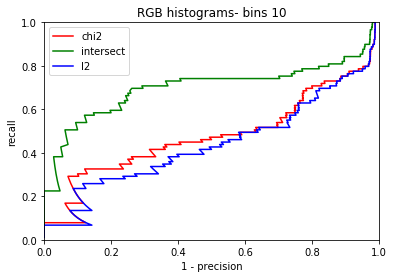 RGB histograms- bins 10
chi2
intersect
l2
recall
1.0
0.8
0.6
0.4
0.2
0.0
0.0 0.2 0.4 0.6 0.8 1.0
1 - precision